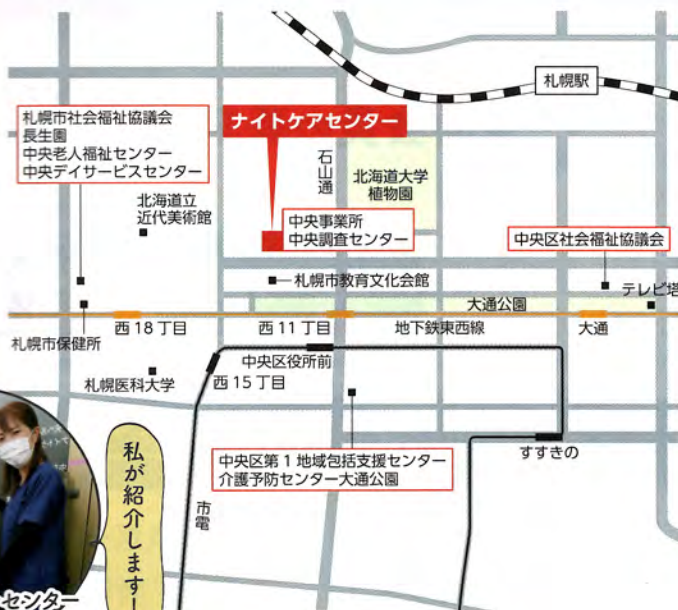 札幌駅
札幌市社会福祉協議会
長生園
中央老人福祉センター
中央デイサービスセンター
ナイトケアセンター
石山通
北海道大学
植物園
北海道立
近代美術館
中央事業所
中央調査センター
中央区社会福祉協議会
札幌市教育文化会館
大通公園
テレビ塔
札幌市保健所
西18丁目
西11丁目
地下鉄東西線
大通
中央区役所前
札幌医科大学
西15丁目
中央区第1地域包括支援センター
介護予防センター大通公園
すすきの
市電
私が紹介します!
センター